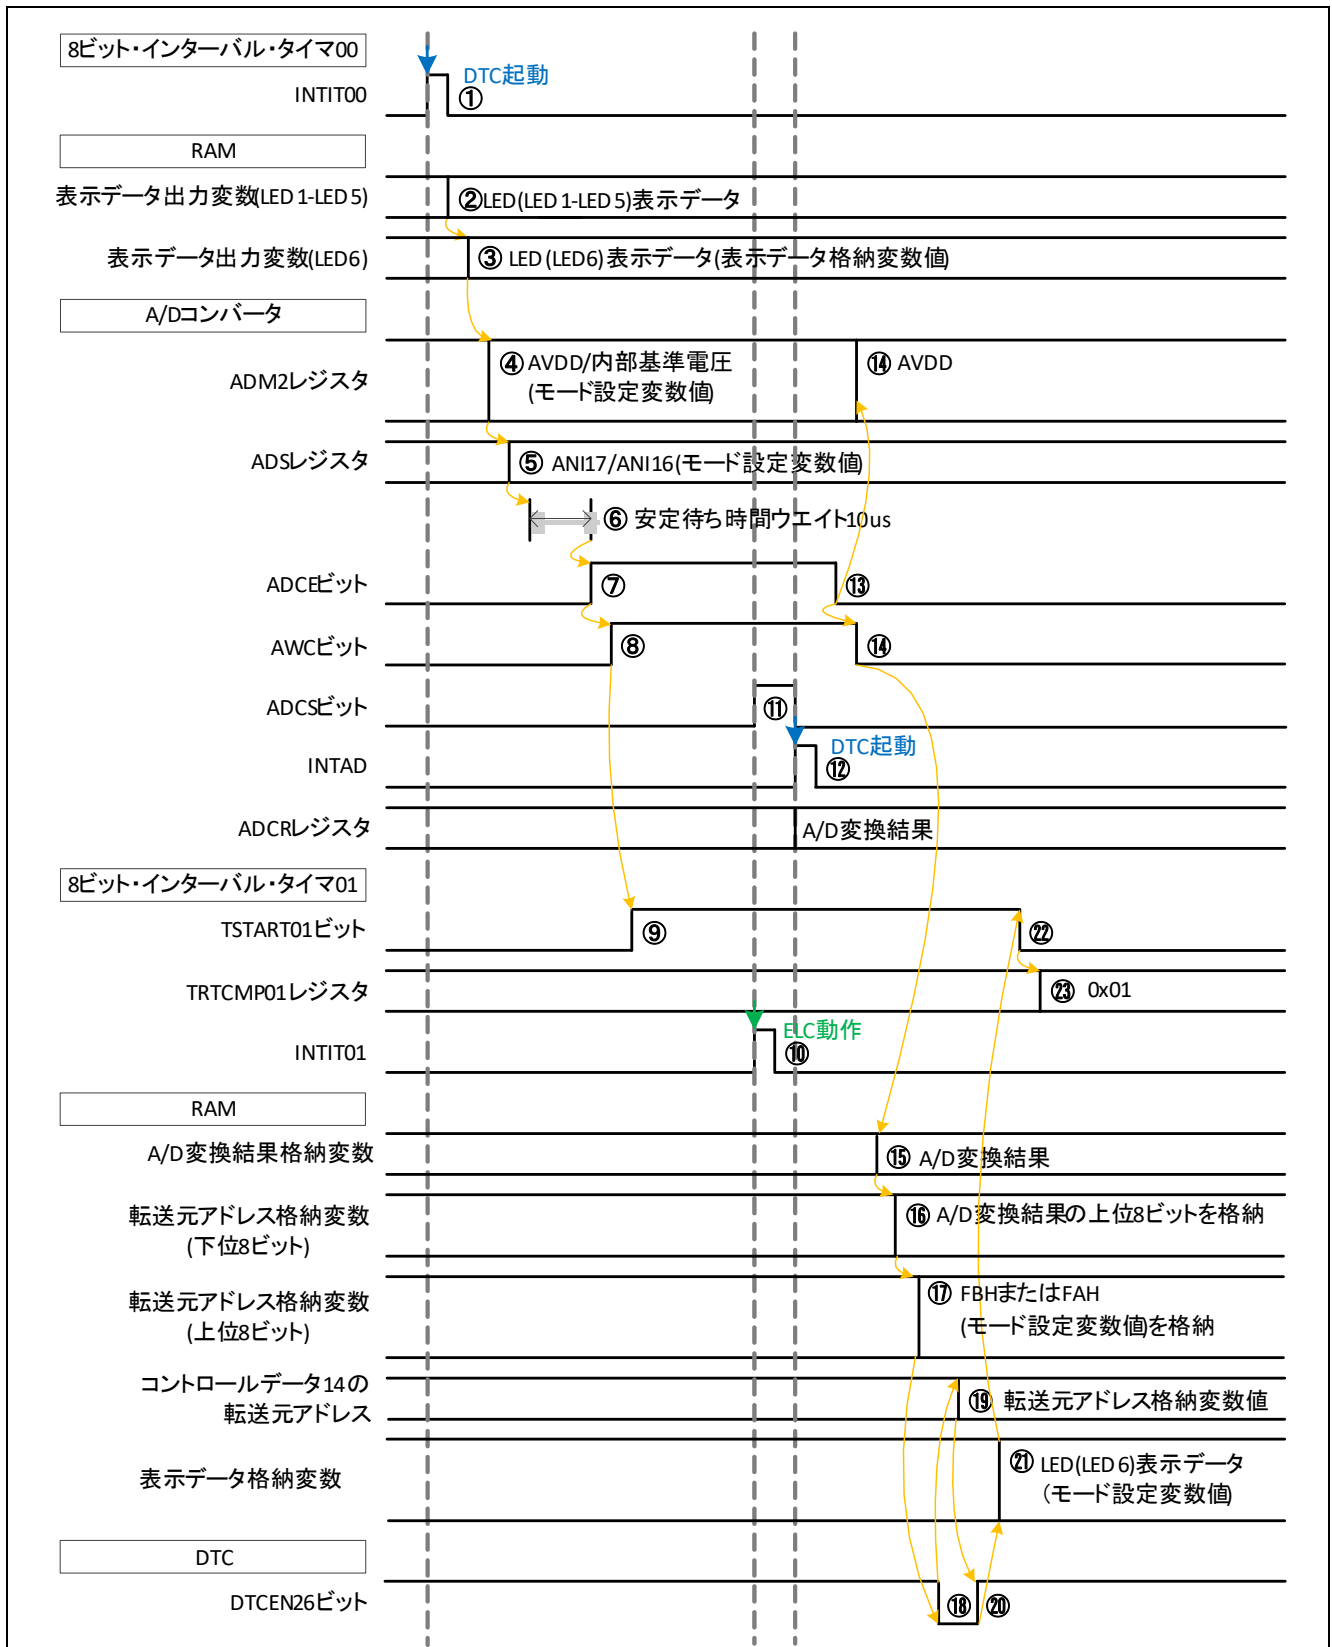 8ビット・インターバル・タイマ00
DTC起動
INTIT00
①
RAM
表示データ出力変数(LED1-LED5)
②LED(LED1-LED5)表示データ
表示データ出力変数(LED6)
③ LED(LED6)表示データ(表示データ格納変数値)
A/Dコンバータ
ADM2レジスタ
④ AVDD/内部基準電圧
(モード設定変数値)
⑭ AVDD
ADSレジスタ
⑤ ANI17/ANI16(モード設定変数値)
⑥ 安定待ち時間ウエイト10us
ADCEビット
⑦
⑬
AWCビット
⑧
⑭
ADCSビット
⑪
DTC起動
INTAD
⑫
ADCRレジスタ
A/D変換結果
8ビット・インターバル・タイマ01
TSTART01ビット
⑨
㉒
TRTCMP01レジスタ
㉓ 0x01
ELC動作
INTIT01
⑩
RAM
A/D変換結果格納変数
⑮ A/D変換結果
転送元アドレス格納変数
(下位8ビット)
⑯ A/D変換結果の上位8ビットを格納
転送元アドレス格納変数
(上位8ビット)
⑰ FBHまたはFAH
(モード設定変数値)を格納
コントロールデータ14の
転送元アドレス
⑲ 転送元アドレス格納変数値
表示データ格納変数
㉑ LED(LED6)表示データ
(モード設定変数値)
DTC
DTCEN26ビット
⑱
⑳